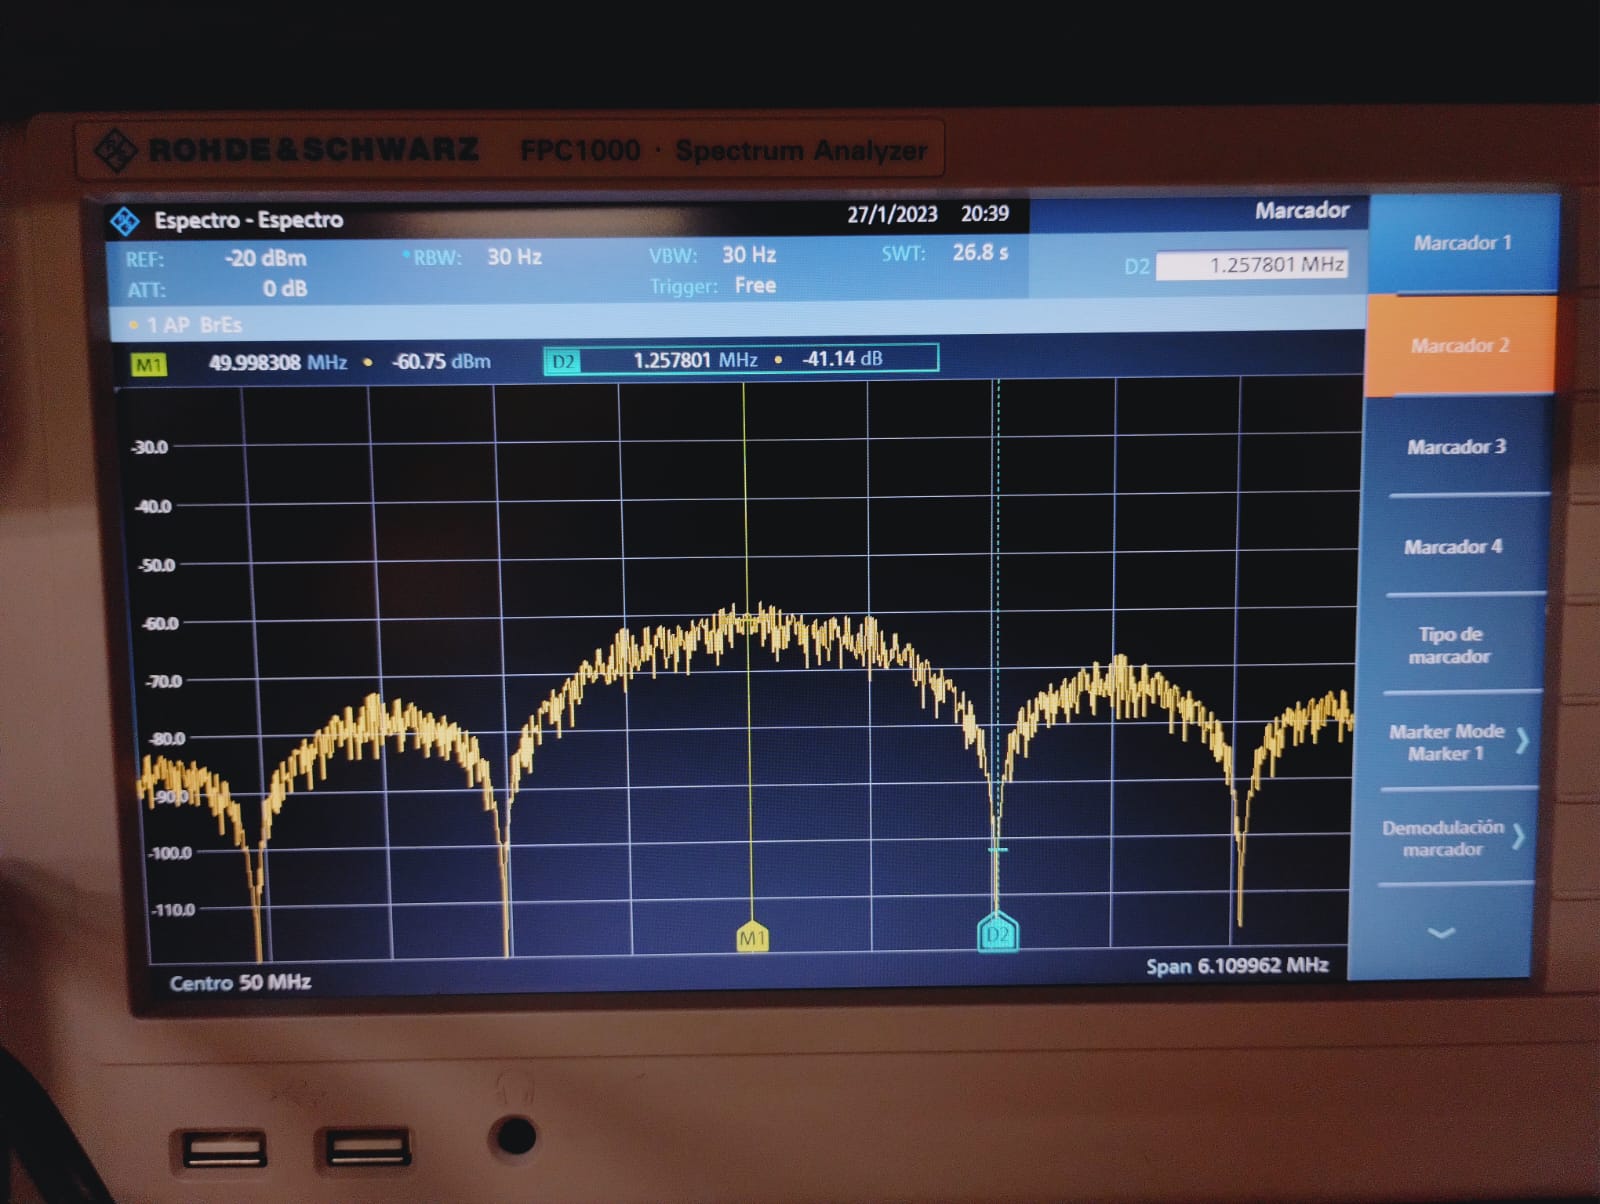 ROHDE & SCHWARZ FPC1000 · Spectrum Analyzer
Espectro - Espectro 27/1/2023 20:39 Marcador
REF: -20 dBm RBW: 30 Hz VBW: 30 Hz SWT: 26.8 s D2 1.257801 MHz
ATT: 0 dB Trigger: Free
1 AP BrEs
M1 49.998308 MHz • -60.75 dBm D2 1.257801 MHz • -41.14 dB
-30.0
-40.0
-50.0
-60.0
-70.0
-80.0
-90.0
-100.0
-110.0
M1 D2
Centro 50 MHz Span 6.109962 MHz
Marcador 1
Marcador 2
Marcador 3
Marcador 4
Tipo de
marcador
Marker Mode
Marker 1
Demodulación
marcador